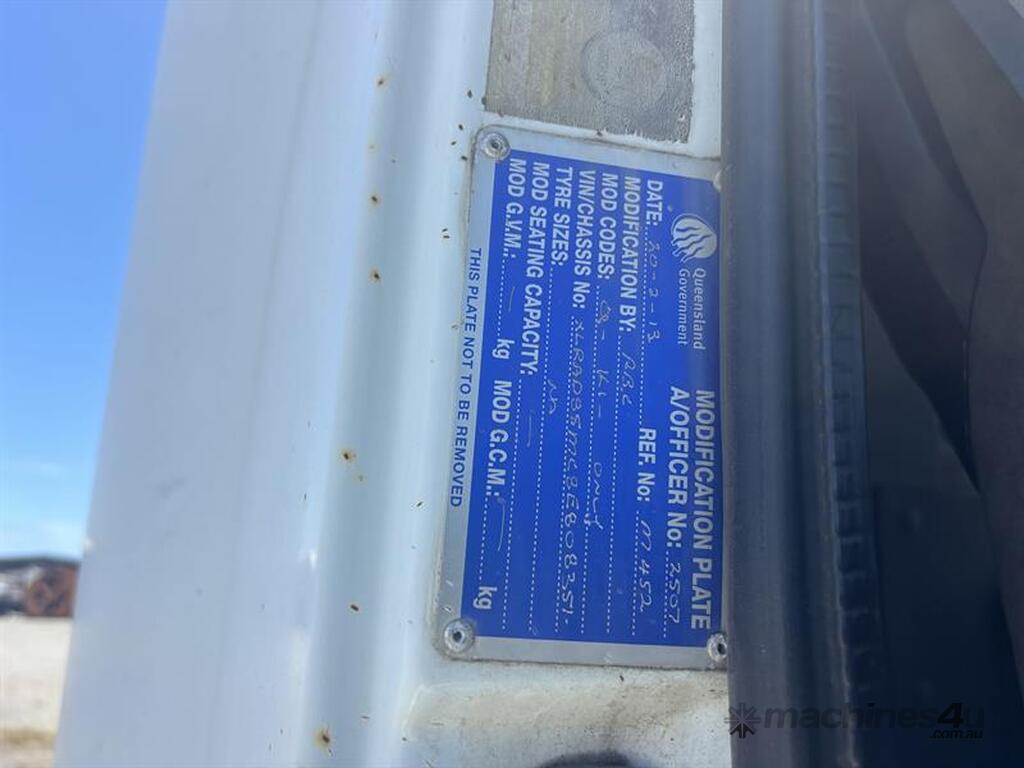 Queensland
Government
MODIFICATION PLATE
A/OFFICER No: 2507
DATE: 20-2-13
REF. No: M452
MODIFICATION BY:
MOD CODES: ONLY
VIN/CHASSIS No:
TYRE SIZES:
MOD SEATING CAPACITY: —
MOD G.V.M.: — kg MOD G.C.M.: — kg
THIS PLATE NOT TO BE REMOVED
machines4u
.com.au